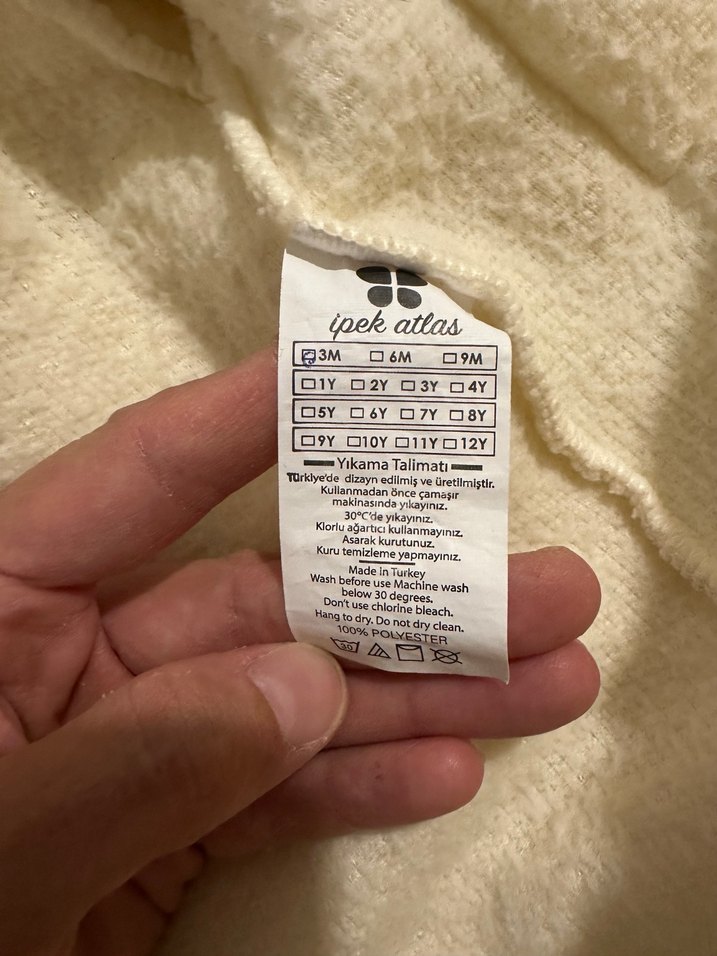 ipek atlas
3M 6M 9M
1Y 2Y 3Y 4Y
5Y 6Y 7Y 8Y
9Y 10Y 11Y 12Y
Yıkama Talimatı
Türkiye'de dizayn edilmiş ve üretilmiştir.
Kullanmadan önce çamaşır
makinasında yıkayınız.
30°C'de yıkayınız.
Klorlu ağartıcı kullanmayınız.
Asarak kurutunuz.
Kuru temizleme yapmayınız.
Made in Turkey
Wash before use Machine wash
below 30 degrees.
Don't use chlorine bleach.
Hang to dry. Do not dry clean.
100% POLYESTER
30